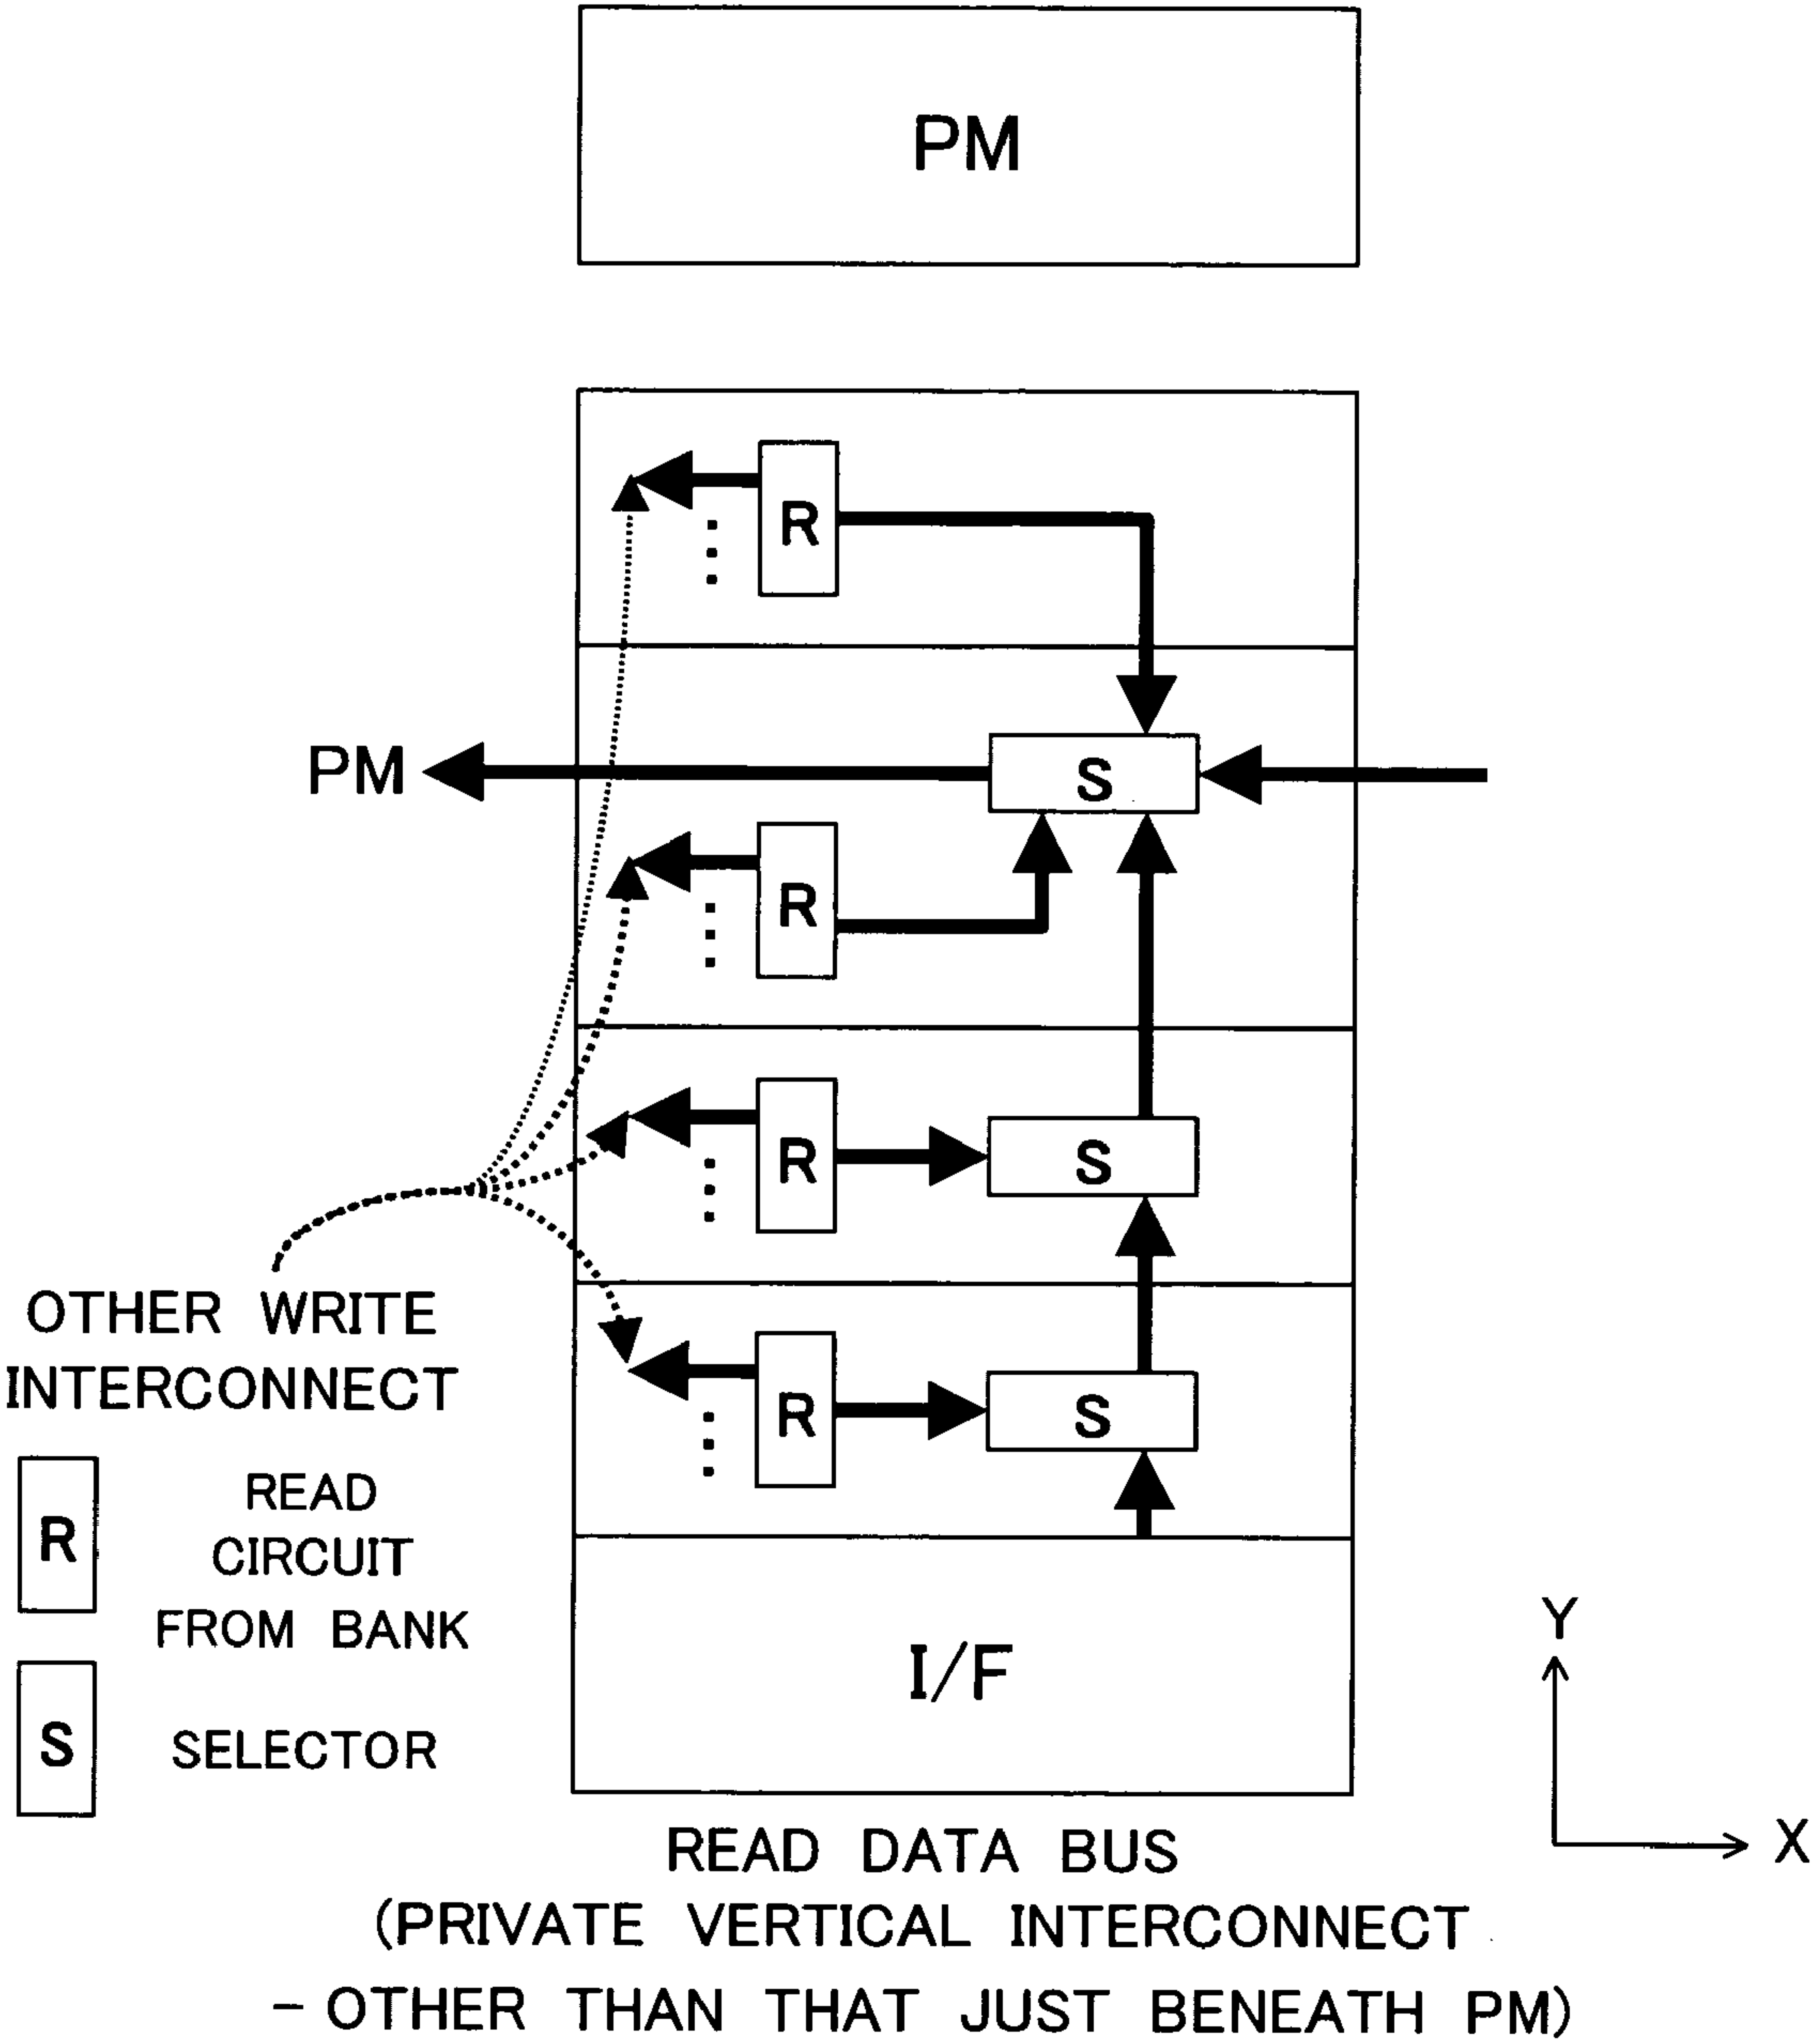 PM
R
PM
S
R
R
S
R
S
OTHER WRITE
INTERCONNECT
R
READ
CIRCUIT
FROM BANK
S
SELECTOR
I/F
Y
X
READ DATA BUS
(PRIVATE VERTICAL INTERCONNECT
- OTHER THAN THAT JUST BENEATH PM)